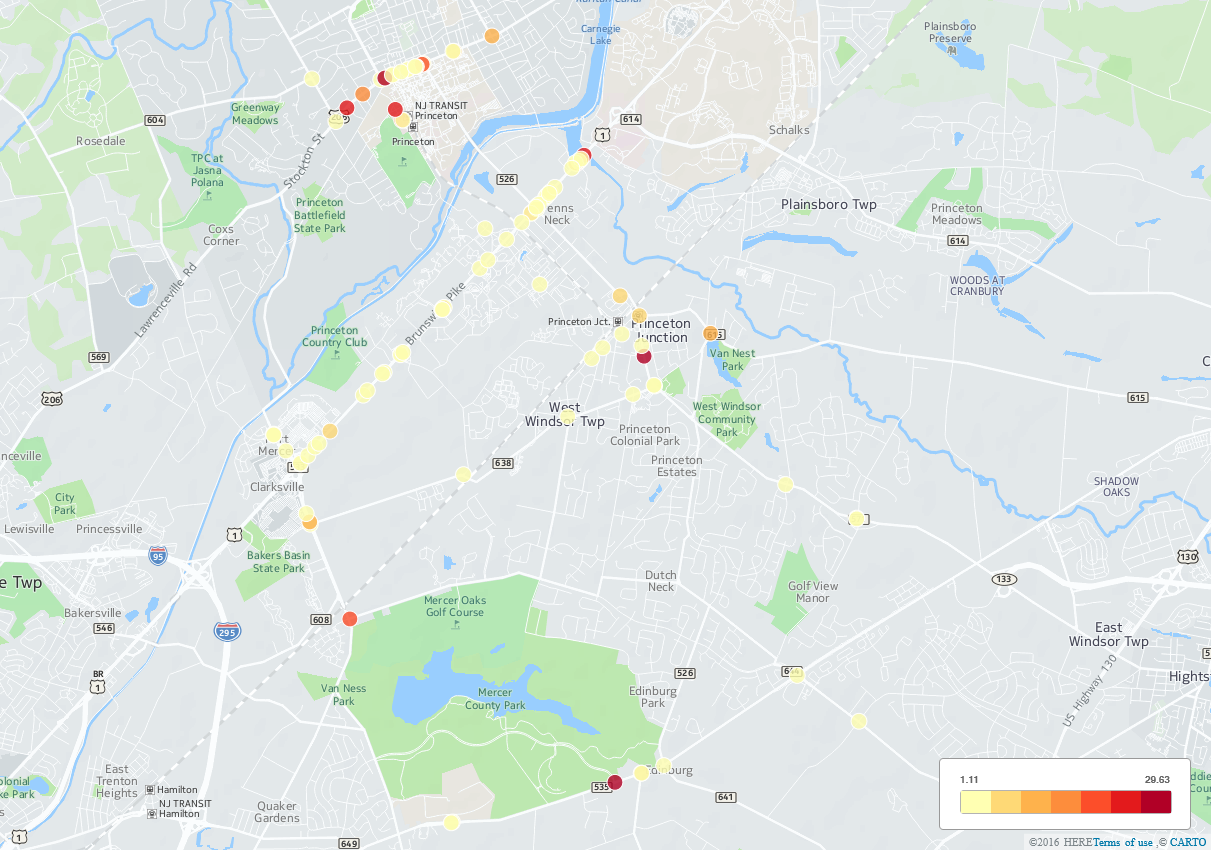 Raritan Canal
Carnegie
Lake
Plainsboro
Preserve
NJ TRANSIT
Princeton
Princeton
Greenway
Meadows
604
Rosedale
614
1
Schalks
TPC at
Jasna
Polana
Stockton St
526
Princeton
Battlefield
State Park
Plainsboro Twp
Princeton
Meadows
614
Coxs
Corner
enns
Neck
WOODS AT
CRANBURY
Lawrenceville Rd
Brunswi
Pike
Princeton Jct.
Princeton
Junction
Princeton
Country Club
Van Nest
Park
569
206
615
West
Windsor Twp
West Windsor
Community
Park
Princeton
Colonial Park
Princeton
Estates
638
nceville
Clarksville
City
Park
SHADOW
OAKS
Lewisville
Princessville
1
Bakers Basin
State Park
95
130
e Twp
133
Dutch
Neck
Golf View
Manor
Mercer Oaks
Golf Course
Bakersville
546
608
295
East
Windsor Twp
BR
1
526
Hights
US Highway 130
Van Ness
Park
Mercer
County Park
Edinburg
Park
Edinburg
535
641
East
Trenton
Heights
Hamilton
NJ TRANSIT
Hamilton
Quaker
Gardens
1
649
1.11 29.63
©2016 HERE Terms of use ,© CARTO